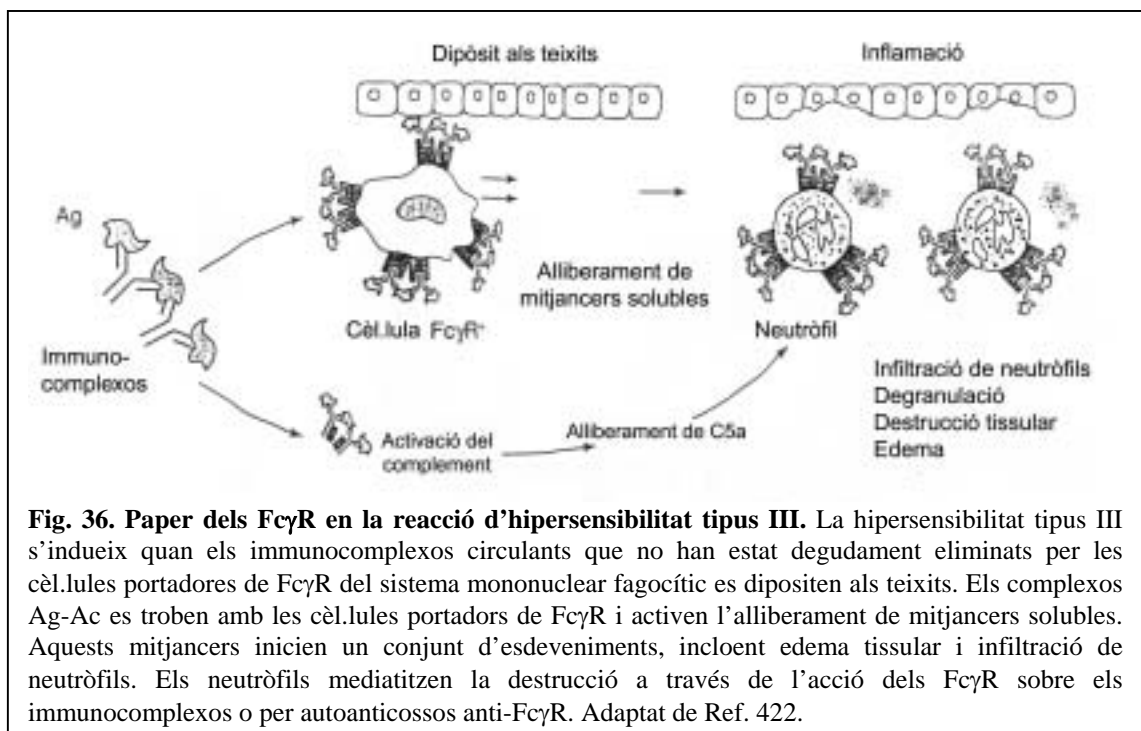 Dipòsit als teixits
Inflamació
Ag
Immuno-
complexos
Cèl.lula FcγR⁺
Alliberament de
mitjancers solubles
Neutròfil
Activació del
complement
Alliberament de C5a
Infiltració de neutròfils
Degranulació
Destrucció tissular
Edema
Fig. 36. Paper dels FcγR en la reacció d’hipersensibilitat tipus III. La hipersensibilitat tipus III
s’indueix quan els immunocomplexos circulants que no han estat degudament eliminats per les
cèl.lules portadores de FcγR del sistema mononuclear fagocític es dipositen als teixits. Els complexos
Ag-Ac es troben amb les cèl.lules portadors de FcγR i activen l’alliberament de mitjancers solubles.
Aquests mitjancers inicien un conjunt d’esdeveniments, incloent edema tissular i infiltració de
neutròfils. Els neutròfils mediatitzen la destrucció a través de l’acció dels FcγR sobre els
immunocomplexos o per autoanticossos anti-FcγR. Adaptat de Ref. 422.